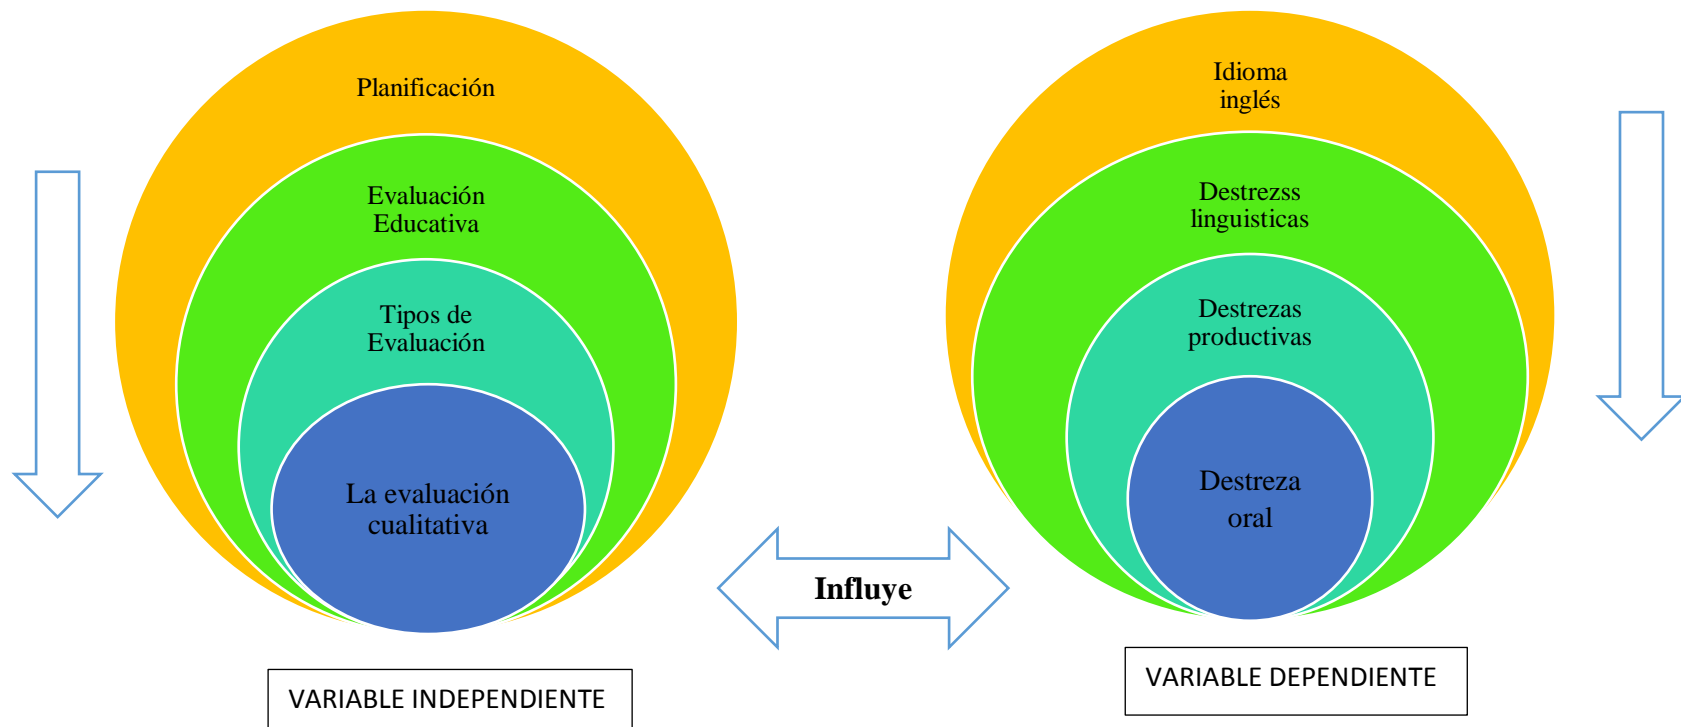 Planificación
Evaluación
Educativa
Tipos de
Evaluación
La evaluación
cualitativa
VARIABLE INDEPENDIENTE
Influye
Idioma
inglés
Destrezss
linguisticas
Destrezas
productivas
Destreza
oral
VARIABLE DEPENDIENTE